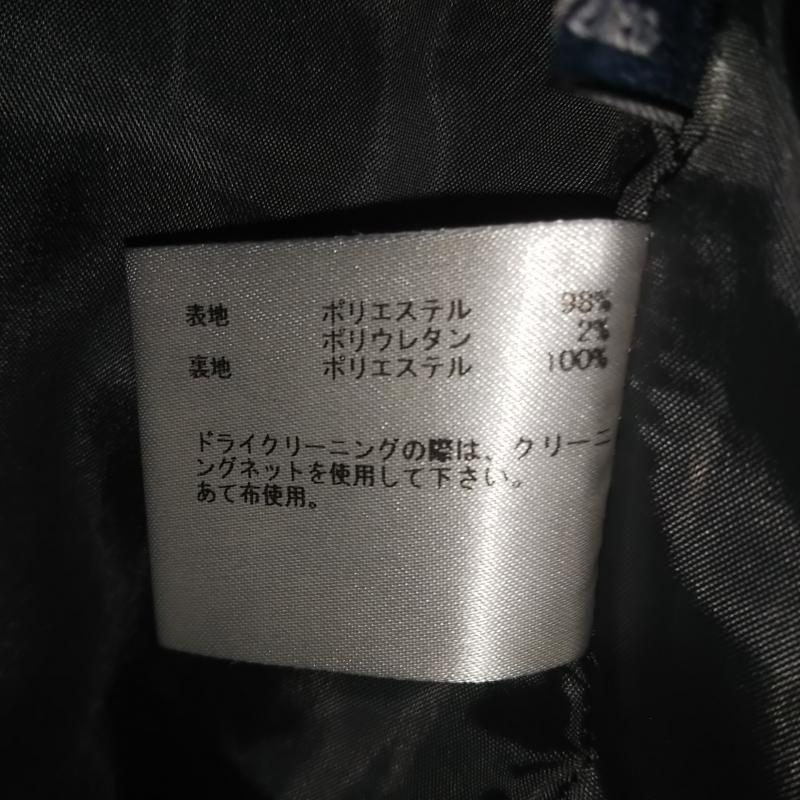 表地 ポリエステル 98%
ポリウレタン 2%
裏地 ポリエステル 100%
ドライクリーニングの際は、クリーニ
ングネットを使用して下さい。
あて布使用。